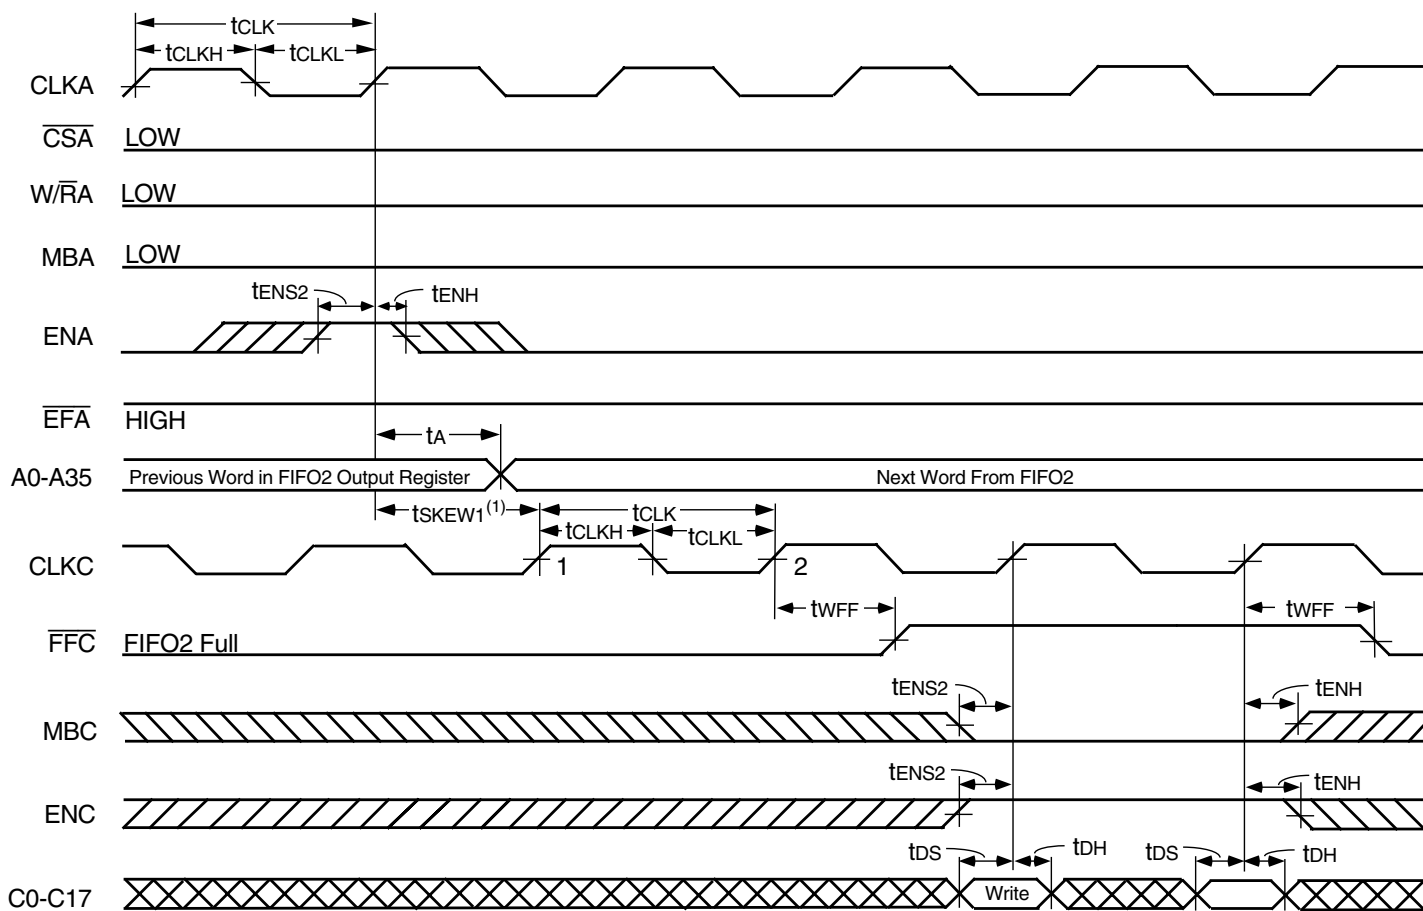 tCLK
tCLKH tCLKL
CLKA
CSA LOW
W/RA LOW
MBA LOW
tENS2 tENH
ENA
EFA HIGH
tA
A0-A35 Previous Word in FIFO2 Output Register Next Word From FIFO2
tSKEW1(1) tCLK
tCLKH tCLKL
CLKC 1 2
tWFF tWFF
FFC FIFO2 Full
tENS2 tENH
MBC
tENS2 tENH
ENC
tDS tDH tDS tDH
C0-C17 Write